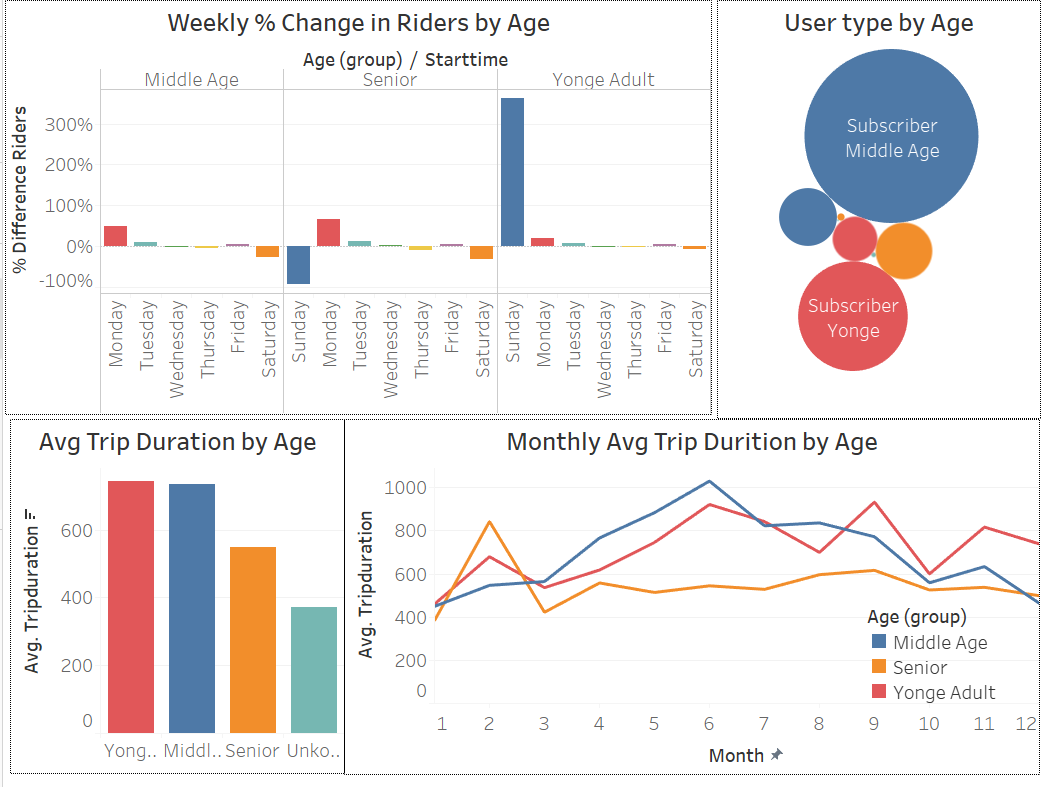 Weekly % Change in Riders by Age
Age (group) / Starttime
Middle Age
Senior
Yonge Adult
% Difference Riders
300%
200%
100%
0%
-100%
Monday
Tuesday
Wednesday
Thursday
Friday
Saturday
Sunday
Monday
Tuesday
Wednesday
Thursday
Friday
Saturday
Sunday
Monday
Tuesday
Wednesday
Thursday
Friday
Saturday
User type by Age
Subscriber
Middle Age
Subscriber
Yonge
Avg Trip Duration by Age
Avg. Tripduration
600
400
200
0
Yong..
Middl..
Senior
Unko..
Monthly Avg Trip Durition by Age
Avg. Tripduration
1000
800
600
400
200
0
Age (group)
Middle Age
Senior
Yonge Adult
1 2 3 4 5 6 7 8 9 10 11 12
Month